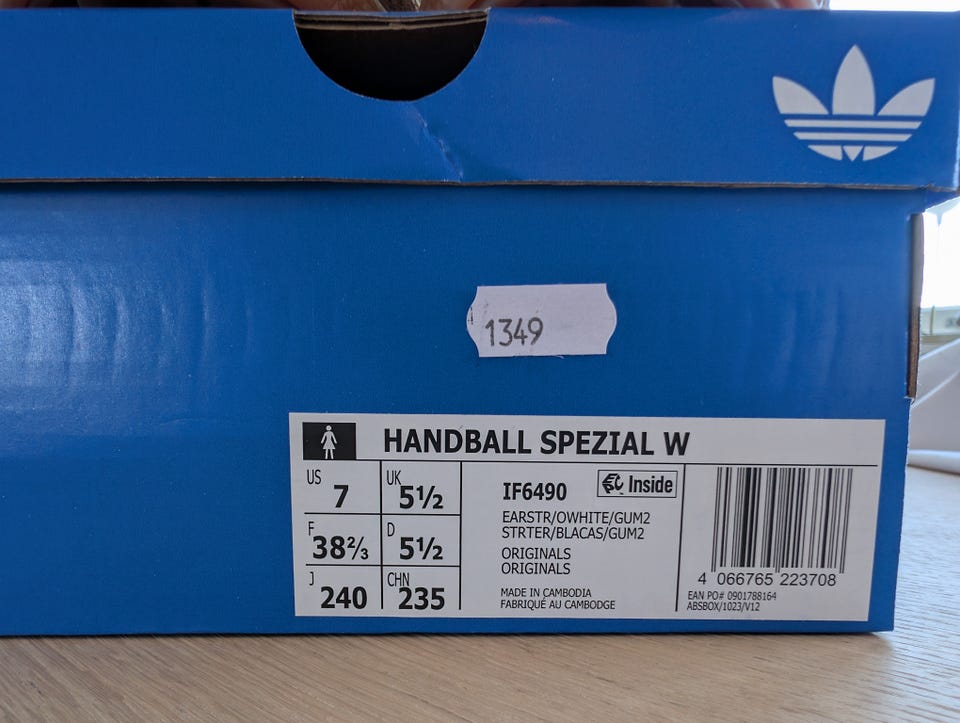 1349
HANDBALL SPEZIAL W
US 7 UK 5½
F 38⅔ D 5½
J 240 CHN 235
IF6490 Inside
EARSTR/OWHITE/GUM2
STRTER/BLACAS/GUM2
ORIGINALS
ORIGINALS
MADE IN CAMBODIA
FABRIQUÉ AU CAMBODGE
4 066765 223708
EAN PO# 0901788164
ABSBOX/1023/V12